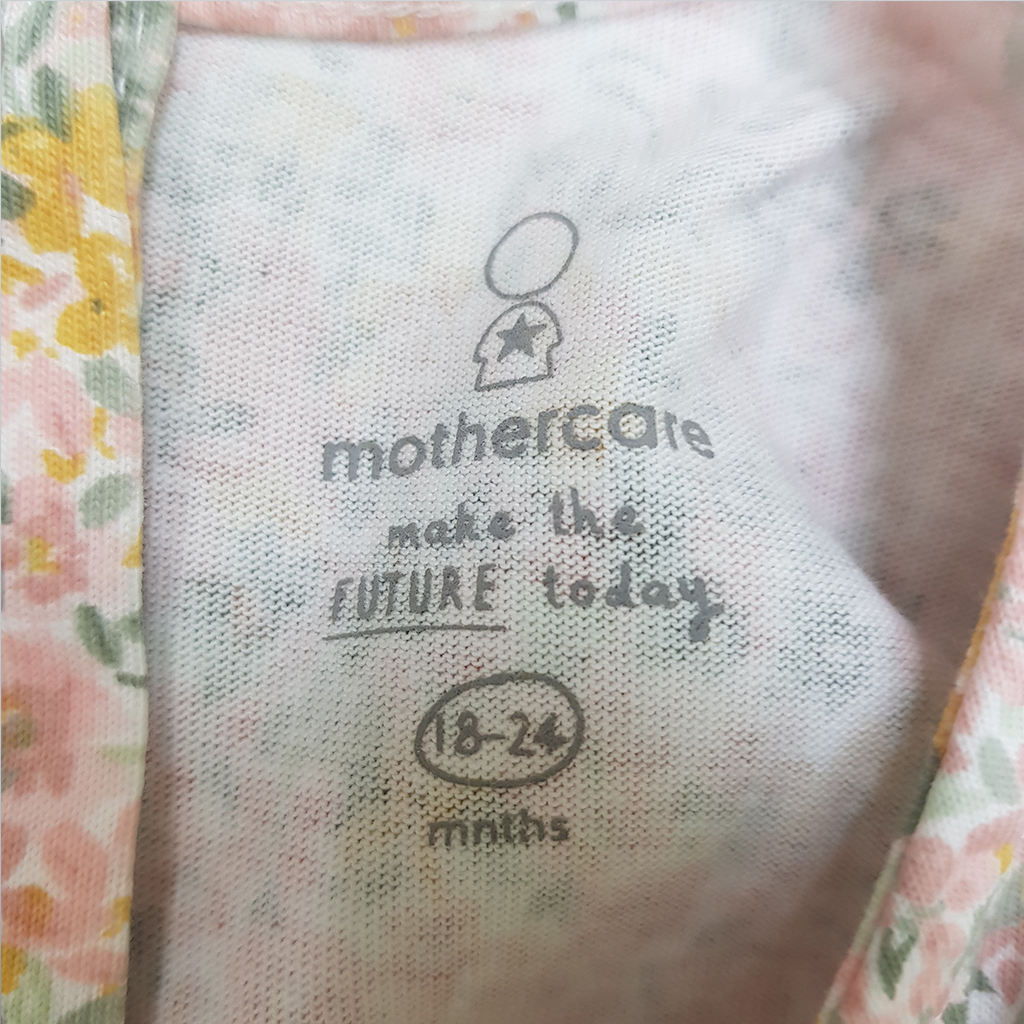 mothercare
make the
FUTURE today
18-24
mnths